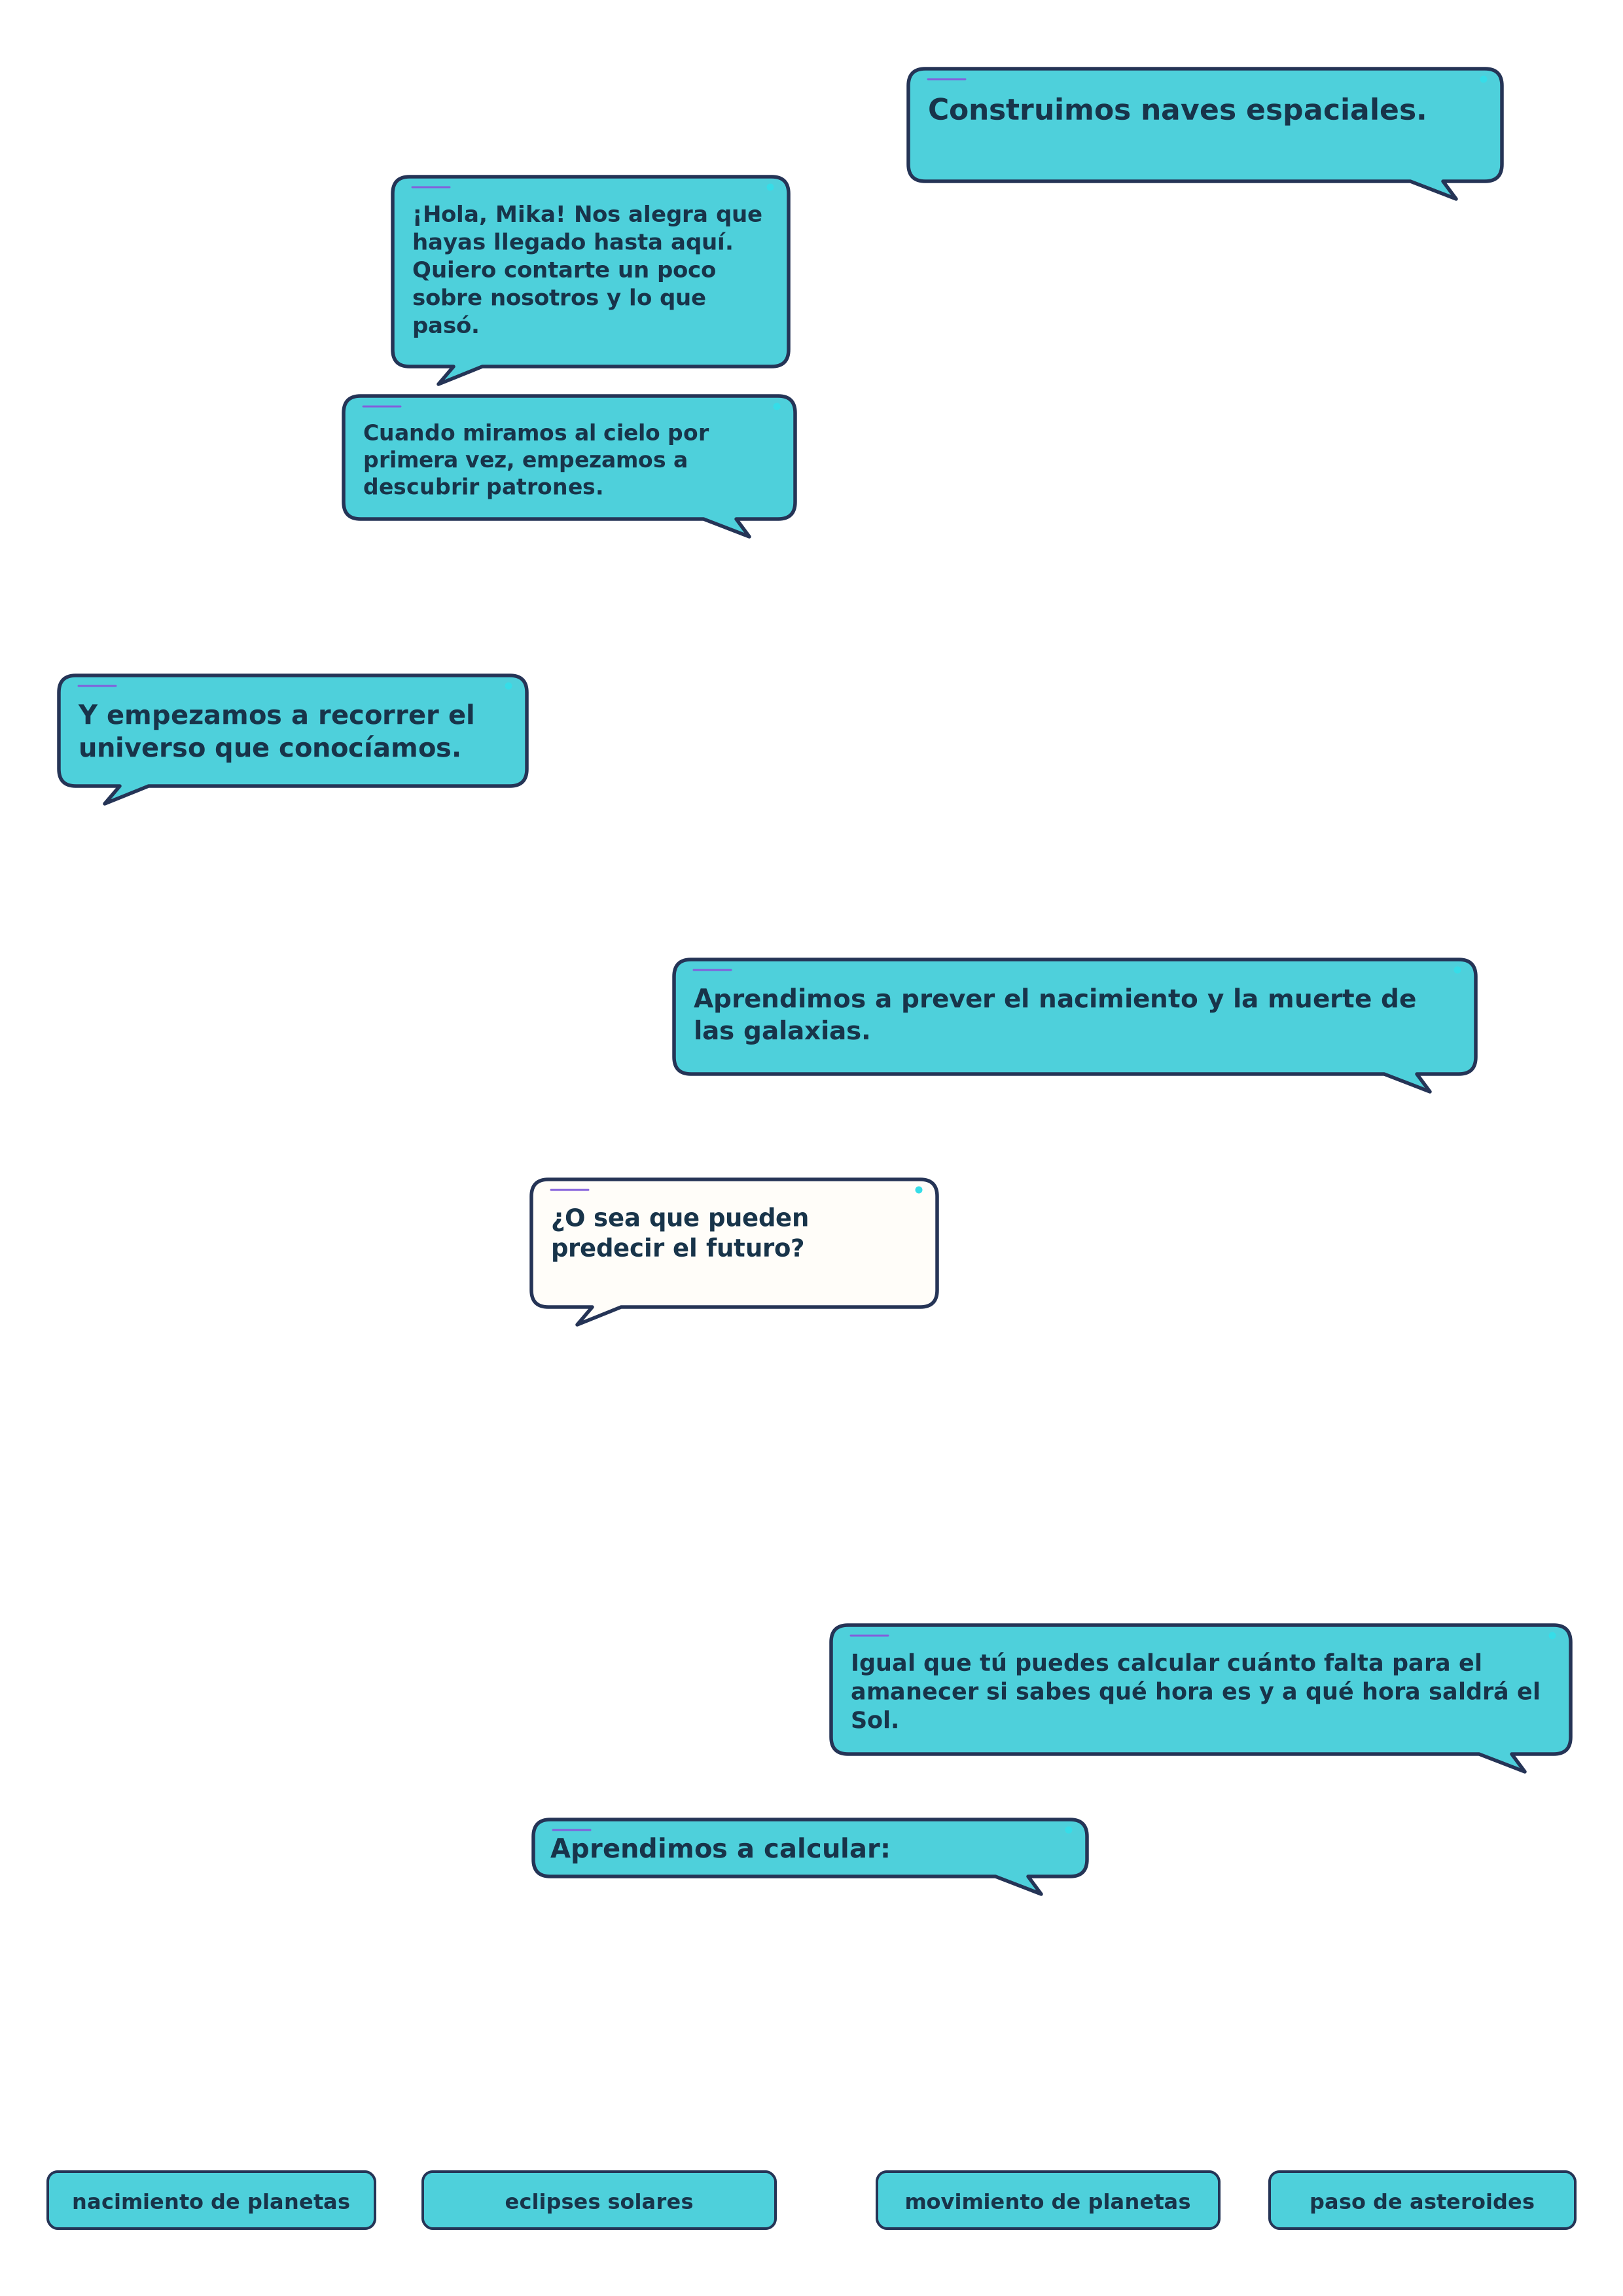 Construimos naves espaciales.
¡Hola, Mika! Nos alegra que
hayas llegado hasta aquí.
Quiero contarte un poco
sobre nosotros y lo que
pasó.
Cuando miramos al cielo por
primera vez, empezamos a
descubrir patrones.
Y empezamos a recorrer el
universo que conocíamos.
Aprendimos a prever el nacimiento y la muerte de
las galaxias.
¿O sea que pueden
predecir el futuro?
Igual que tú puedes calcular cuánto falta para el
amanecer si sabes qué hora es y a qué hora saldrá el
Sol.
Aprendimos a calcular:
nacimiento de planetas
eclipses solares
movimiento de planetas
paso de asteroides